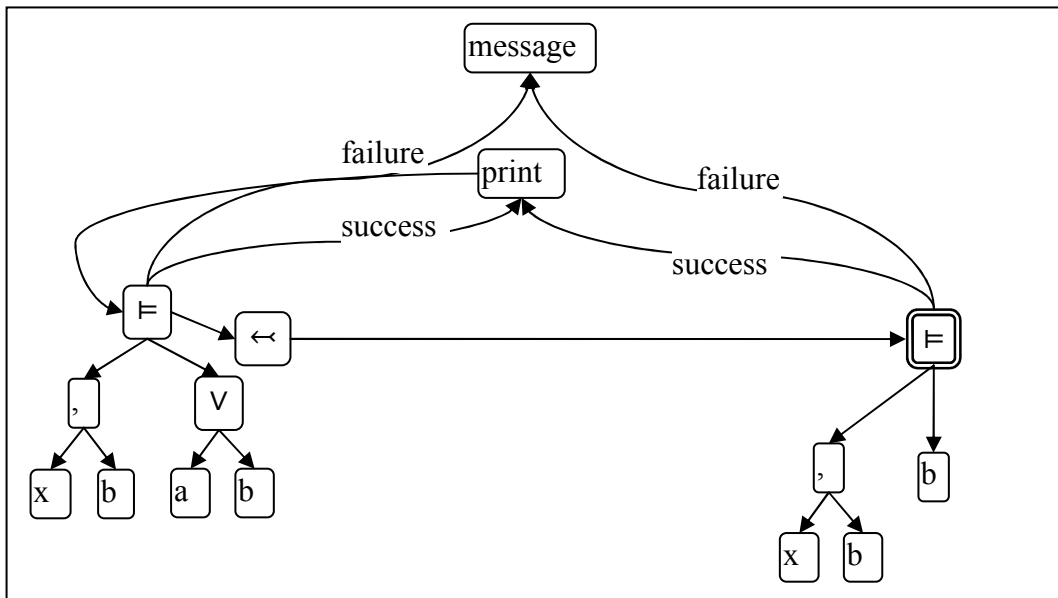 message
failure
print
failure
success
success
⊨
↢
⊨
,
∨
,
b
x
b
a
b
x
b